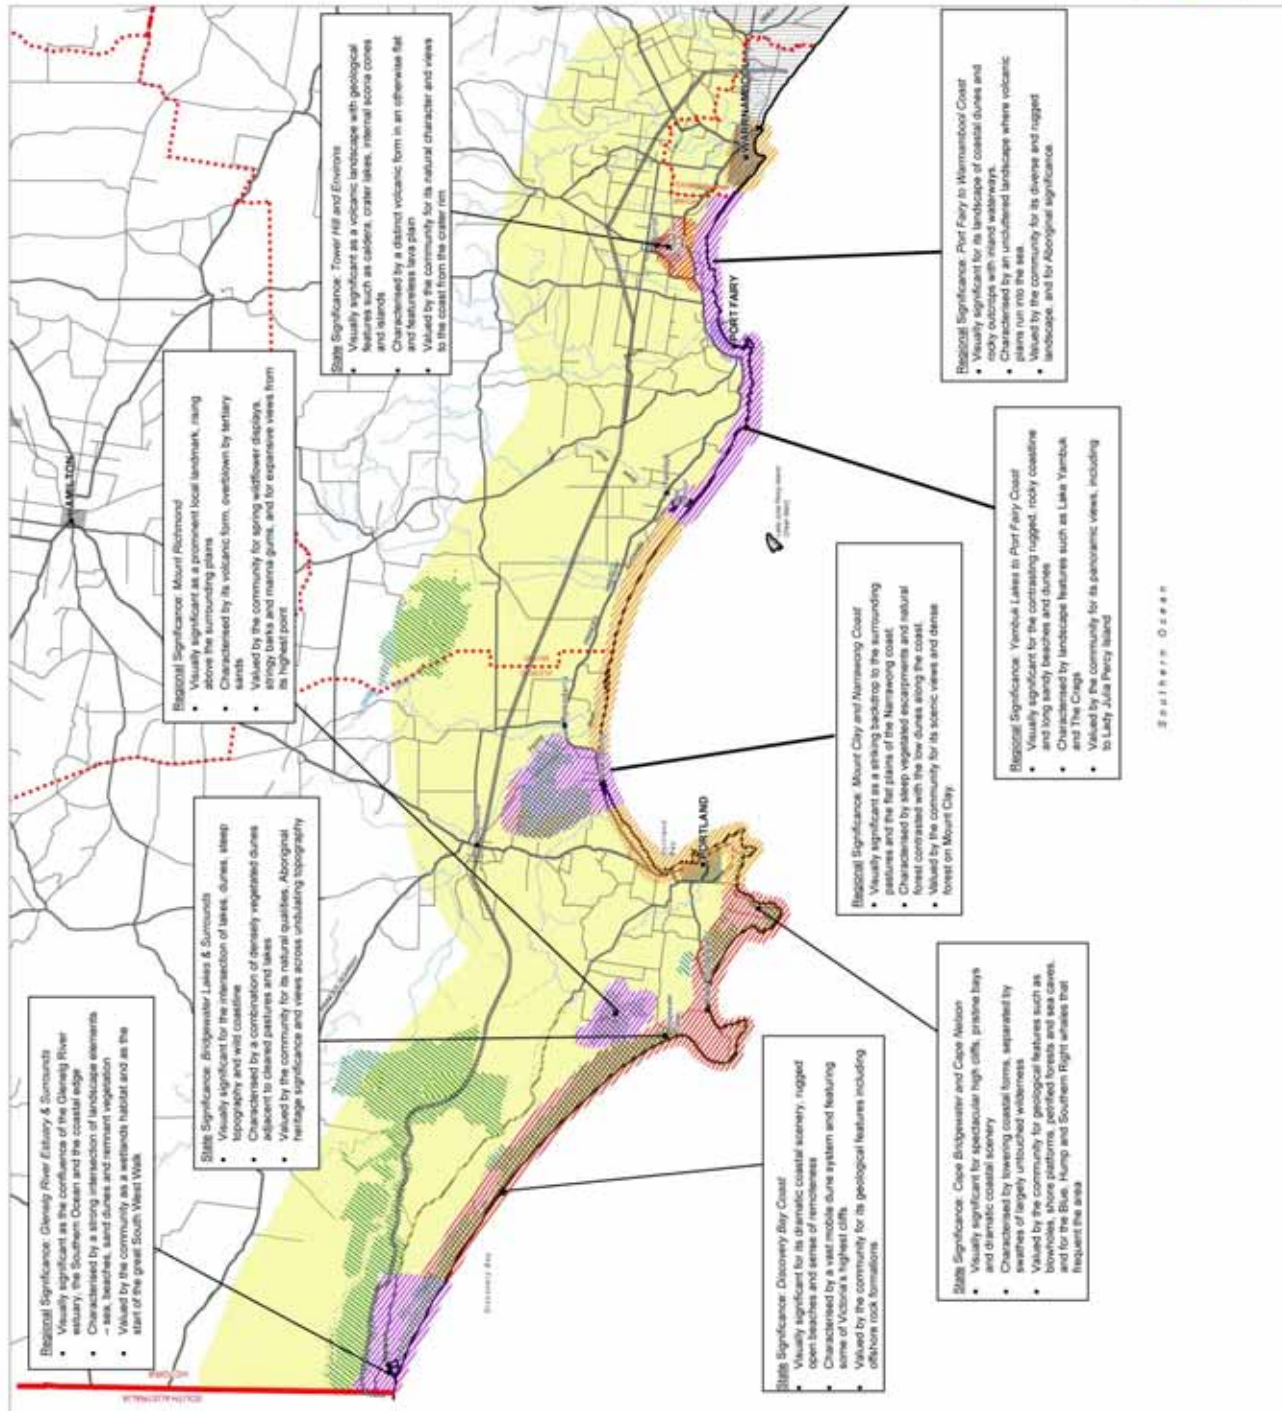 Regional Significance: Glenelg River Estuary & Surrounds
• Visually significant as the confluence of the Glenelg River
estuary, the Southern Ocean and the coastal edge
• Characterised by a strong intersection of landscape elements
– sea, beaches, sand dunes and remnant vegetation
• Valued by the community as a wetlands habitat and as the
start of the great South West Walk
State Significance: Bridgewater Lakes & Surrounds
• Visually significant for the intersection of lakes, dunes, steep
topography and wild coastline
• Characterised by a combination of densely vegetated dunes
adjacent to cleared pastures and lakes
• Valued by the community for its natural qualities, Aboriginal
heritage significance and views across undulating topography
Regional Significance: Mount Richmond
• Visually significant as a prominent local landmark, rising
above the surrounding plains
• Characterised by its volcanic form, overblown by tertiary
sands
• Valued by the community for spring wildflower displays,
stringy barks and manna gums, and for expansive views from
its highest point
State Significance: Tower Hill and Environs
• Visually significant as a volcanic landscape with geological
features such as caldera, crater lakes, internal scoria cones
and islands
• Characterised by a distinct volcanic form in an otherwise flat
and featureless lava plain
• Valued by the community for its natural character and views
to the coast from the crater rim
HAMILTON
VICTORIA
SOUTH AUSTRALIA
WARRNAMBOOL
PORT FAIRY
PORTLAND
Portland
Bay
Discovery Bay
Lady Julia Percy Island
State Significance: Discovery Bay Coast
• Visually significant for its dramatic coastal scenery, rugged
open beaches and sense of remoteness
• Characterised by a vast mobile dune system and featuring
some of Victoria's highest cliffs
• Valued by the community for its geological features including
offshore rock formations
State Significance: Cape Bridgewater and Cape Nelson
• Visually significant for spectacular high cliffs, pristine bays
and dramatic coastal scenery
• Characterised by towering coastal forms, separated by
swathes of largely untouched wilderness
• Valued by the community for geological features such as
blowholes, shore platforms, petrified forests and sea caves,
and for the Blue, Hump and Southern Right whales that
frequent the area
Regional Significance: Mount Clay and Narrawong Coast
• Visually significant as a striking backdrop to the surrounding
pastures and the flat plains of the Narrawong coast.
• Characterised by steep vegetated escarpments and natural
forest contrasted with the low dunes along the coast.
• Valued by the community for its scenic views and dense
forest on Mount Clay.
Regional Significance: Yambuk Lakes to Port Fairy Coast
• Visually significant for the contrasting rugged, rocky coastline
and long sandy beaches and dunes
• Characterised by landscape features such as Lake Yambuk
and The Crags
• Valued by the community for its panoramic views, including
to Lady Julia Percy Island
Regional Significance: Port Fairy to Warrnambool Coast
• Visually significant for its landscape of coastal dunes and
rocky outcrops with inland waterways.
• Characterised by an uncluttered landscape where volcanic
plains run into the sea.
• Valued by the community for its diverse and rugged
landscape, and for Aboriginal significance.
Southern Ocean